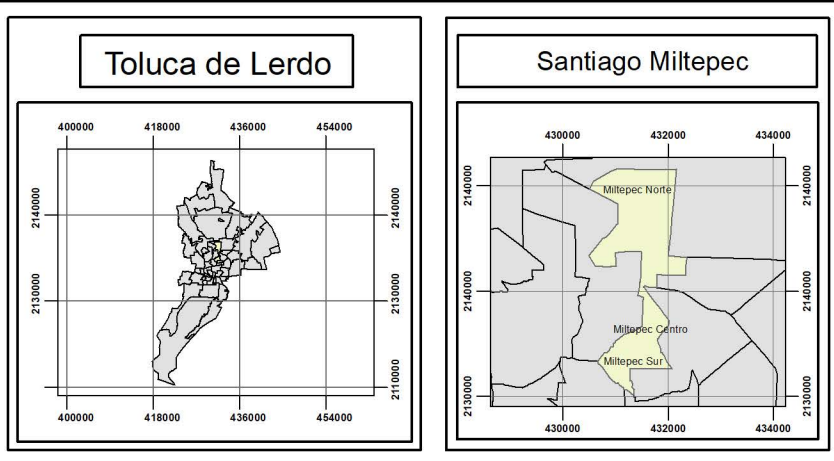 Toluca de Lerdo
400000 418000 436000 454000
2140000 2140000
2130000 2130000
2110000
400000 418000 436000 454000
Santiago Miltepec
430000 432000 434000
2140000 2140000
Miltepec Norte
2140000 2140000
Miltepec Centro
Miltepec Sur
2130000 2130000
430000 432000 434000